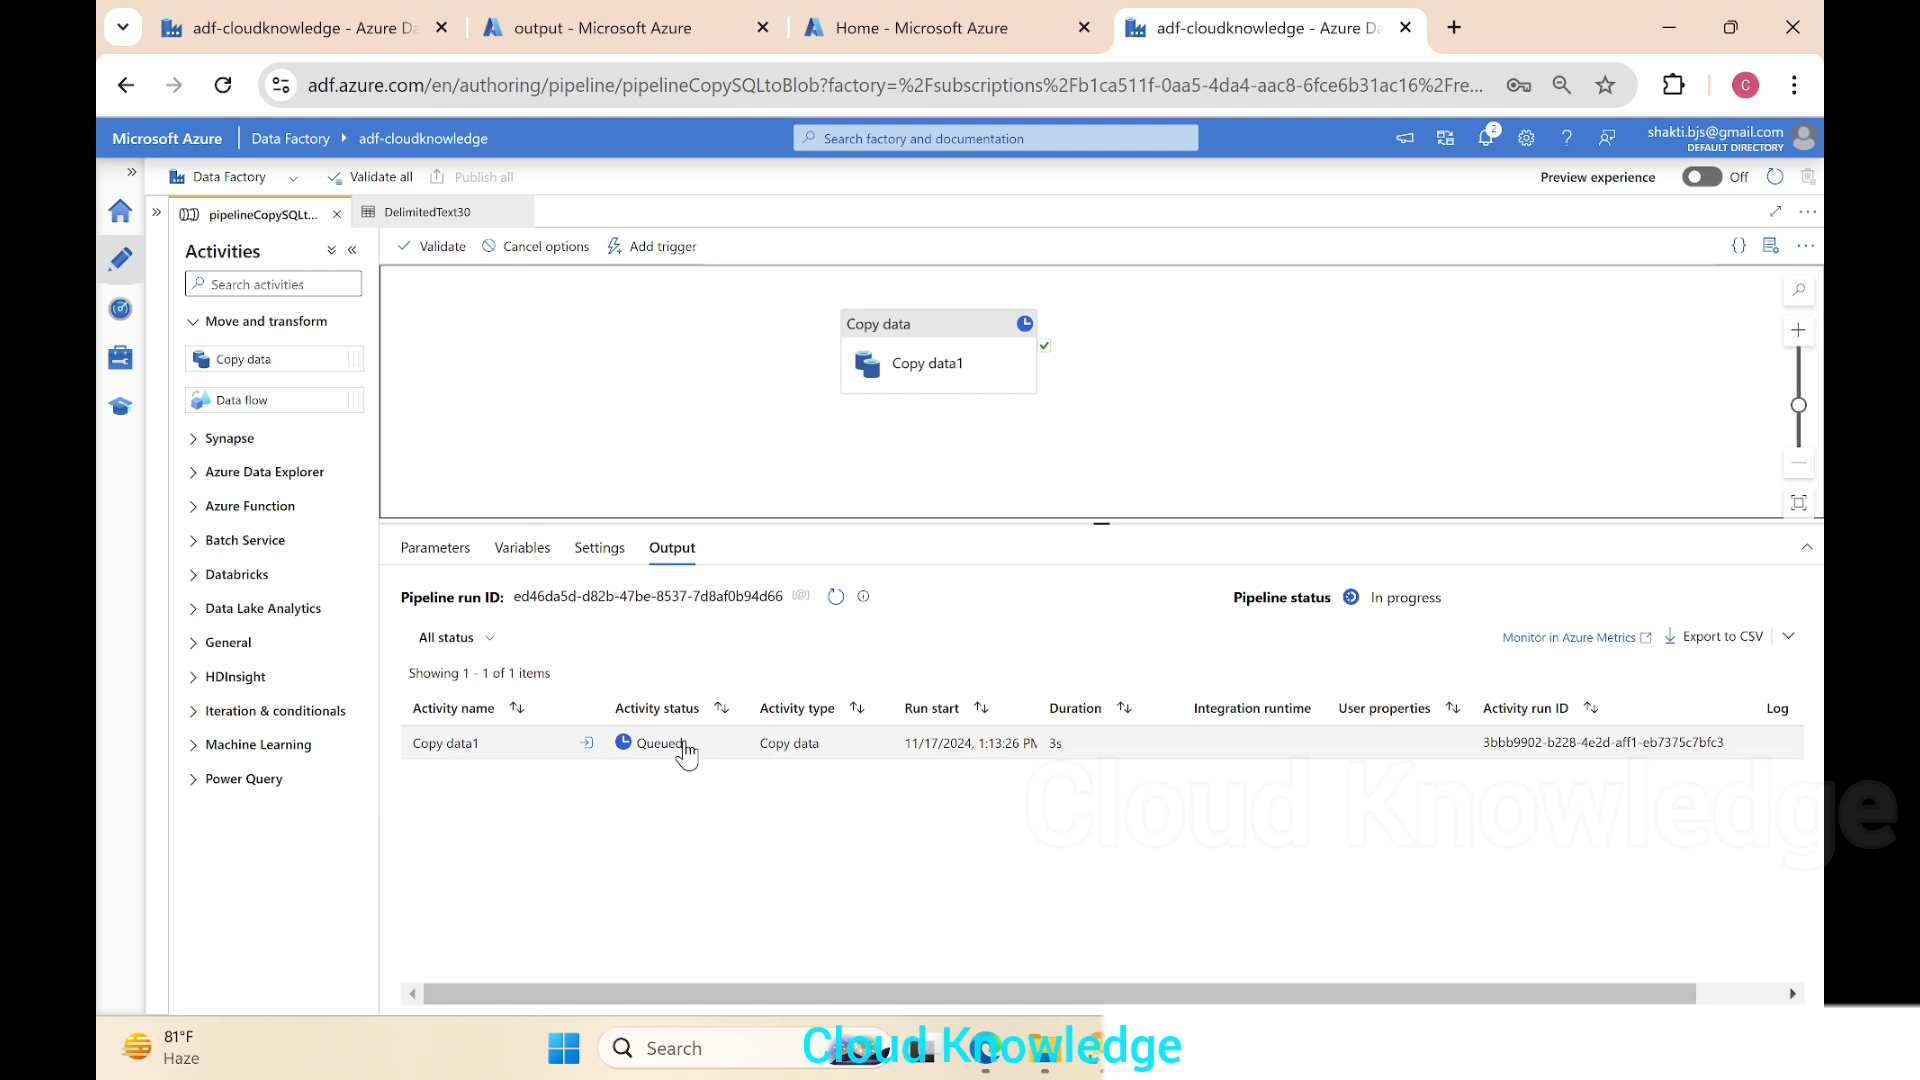 adf-cloudknowledge - Azure Da
output - Microsoft Azure
Home - Microsoft Azure
adf-cloudknowledge - Azure Da
adf.azure.com/en/authoring/pipeline/pipelineCopySQLtoBlob?factory=%2Fsubscriptions%2Fb1ca511f-0aa5-4da4-aac8-6fce6b31ac16%2Fre...
C
Microsoft Azure
Data Factory
adf-cloudknowledge
Search factory and documentation
2
shakti.bjs@gmail.com
DEFAULT DIRECTORY
Data Factory
Validate all
Publish all
Preview experience
Off
pipelineCopySQLt...
DelimitedText30
Activities
Validate
Cancel options
Add trigger
Search activities
Move and transform
Copy data
Data flow
Synapse
Azure Data Explorer
Azure Function
Batch Service
Databricks
Data Lake Analytics
General
HDInsight
Iteration & conditionals
Machine Learning
Power Query
Copy data
Copy data1
Parameters
Variables
Settings
Output
Pipeline run ID: ed46da5d-d82b-47be-8537-7d8af0b94d66
Pipeline status
In progress
All status
Monitor in Azure Metrics
Export to CSV
Showing 1 - 1 of 1 items
Activity name
Activity status
Activity type
Run start
Duration
Integration runtime
User properties
Activity run ID
Log
Copy data1
Queued
Copy data
11/17/2024, 1:13:26 PM
3s
3bbb9902-b228-4e2d-aff1-eb7375c7bfc3
Cloud Knowledge
81°F
Haze
Search
Cloud Knowledge